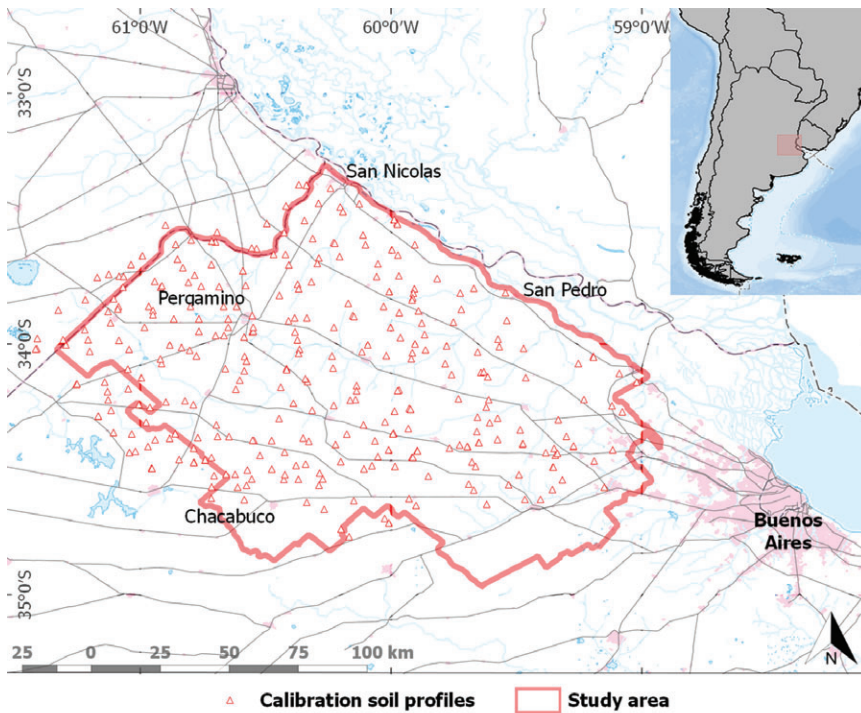 61°0'W 60°0'W 59°0'W
33°0'S
San Nicolas
San Pedro
Pergamino
34°0'S
Chacabuco
Buenos
Aires
35°0'S
25 0 25 50 75 100 km
N
Calibration soil profiles Study area